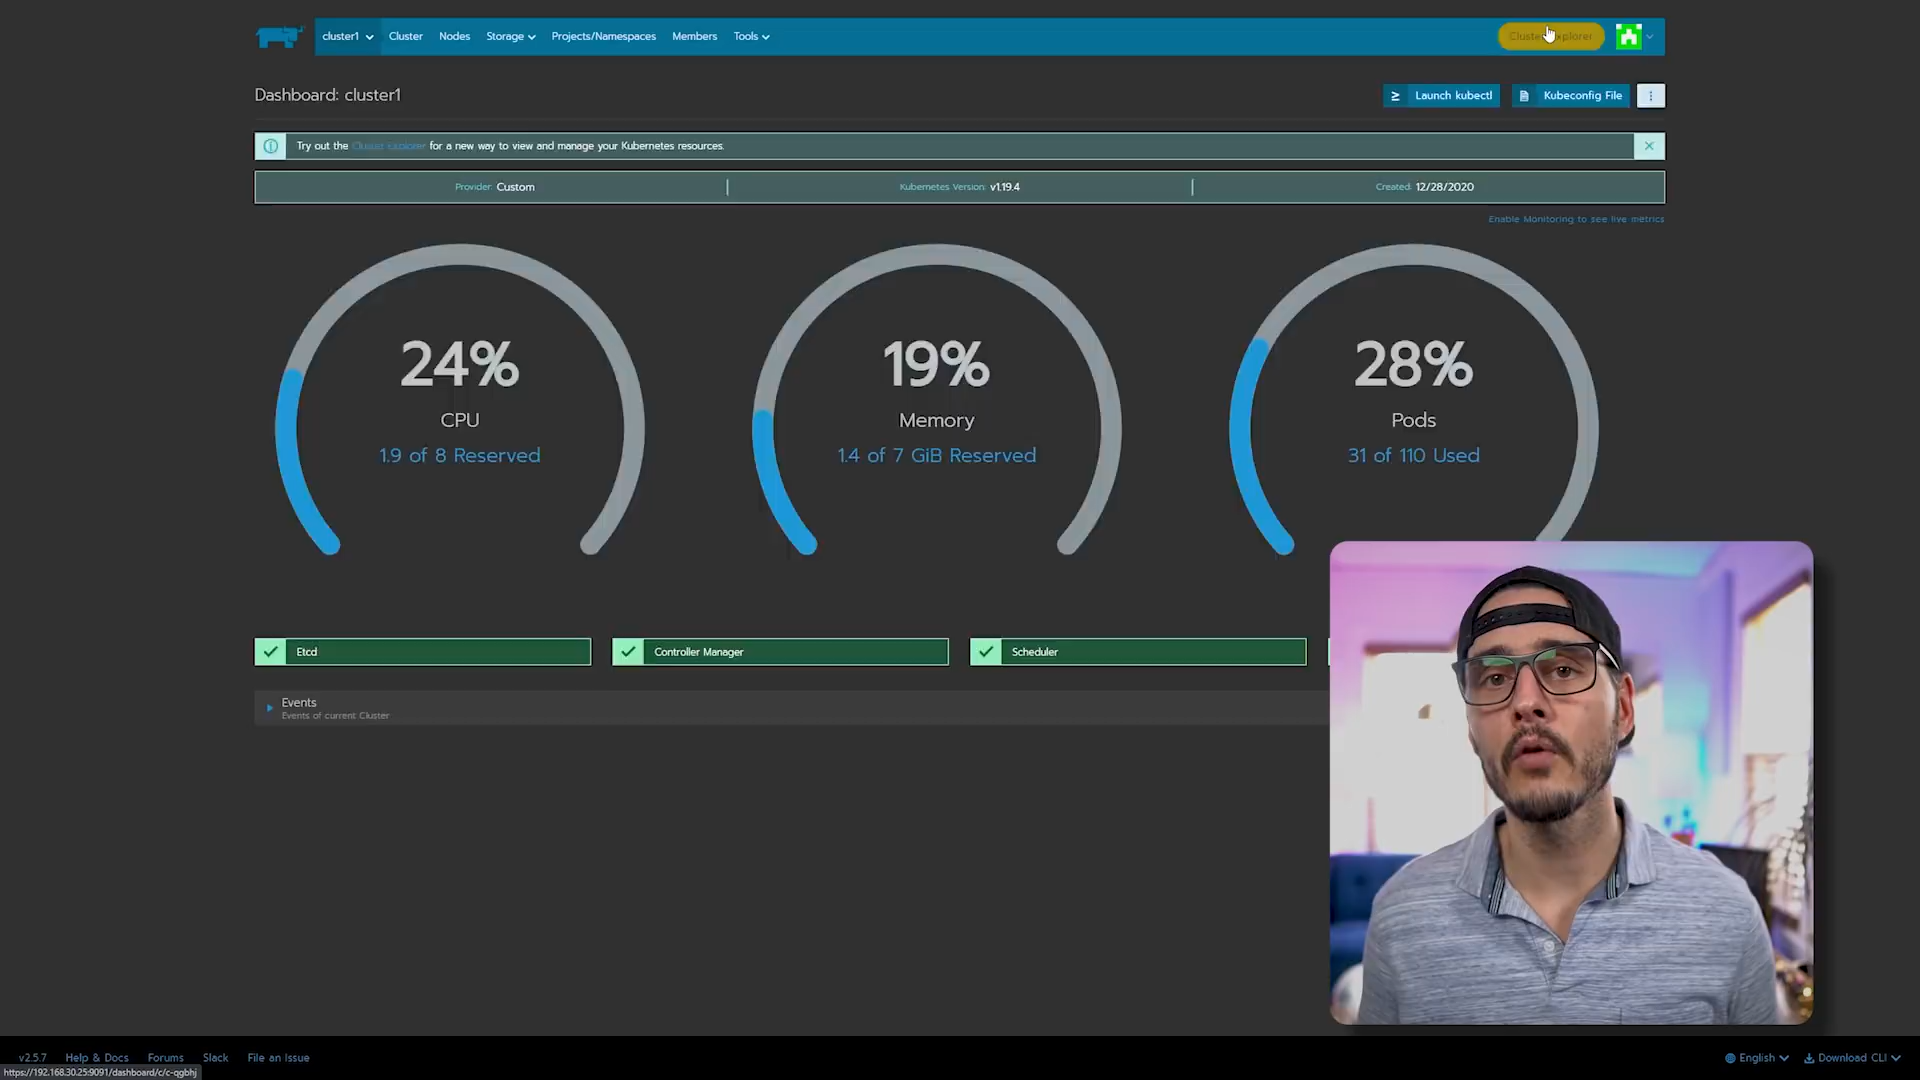 cluster1 Cluster Nodes Storage Projects/Namespaces Members Tools Cluster Explorer
Dashboard: cluster1
Launch kubectl Kubeconfig File
Try out the Cluster Explorer for a new way to view and manage your Kubernetes resources.
Provider: Custom Kubernetes Version: v1.19.4 Created: 12/28/2020
Enable Monitoring to see live metrics
24%
CPU
1.9 of 8 Reserved
19%
Memory
1.4 of 7 GiB Reserved
28%
Pods
31 of 110 Used
Etcd Controller Manager Scheduler
Events
Events of current Cluster
v2.5.7 Help & Docs Forums Slack File an Issue English Download CLI
https://192.168.30.25:9091/dashboard/c/c-qgbhj